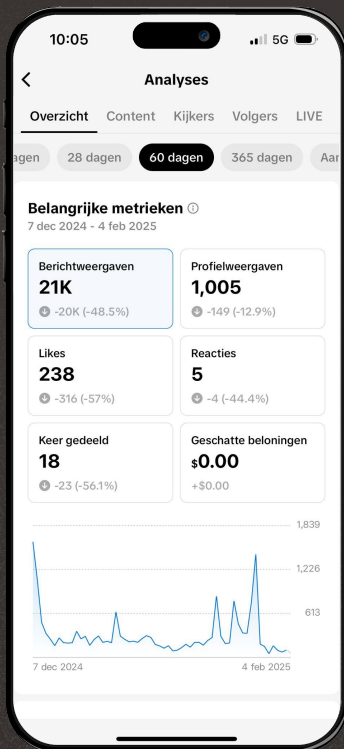 10:05
5G
Analyses
Overzicht Content Kijkers Volgers LIVE
agen 28 dagen 60 dagen 365 dagen Aan
Belangrijke metrieken
7 dec 2024 - 4 feb 2025
Berichtweergaven
21K
-20K (-48.5%)
Profielweergaven
1,005
-149 (-12.9%)
Likes
238
-316 (-57%)
Reacties
5
-4 (-44.4%)
Keer gedeeld
18
-23 (-56.1%)
Geschatte beloningen
$0.00
+$0.00
1,839
1,226
613
7 dec 2024 4 feb 2025